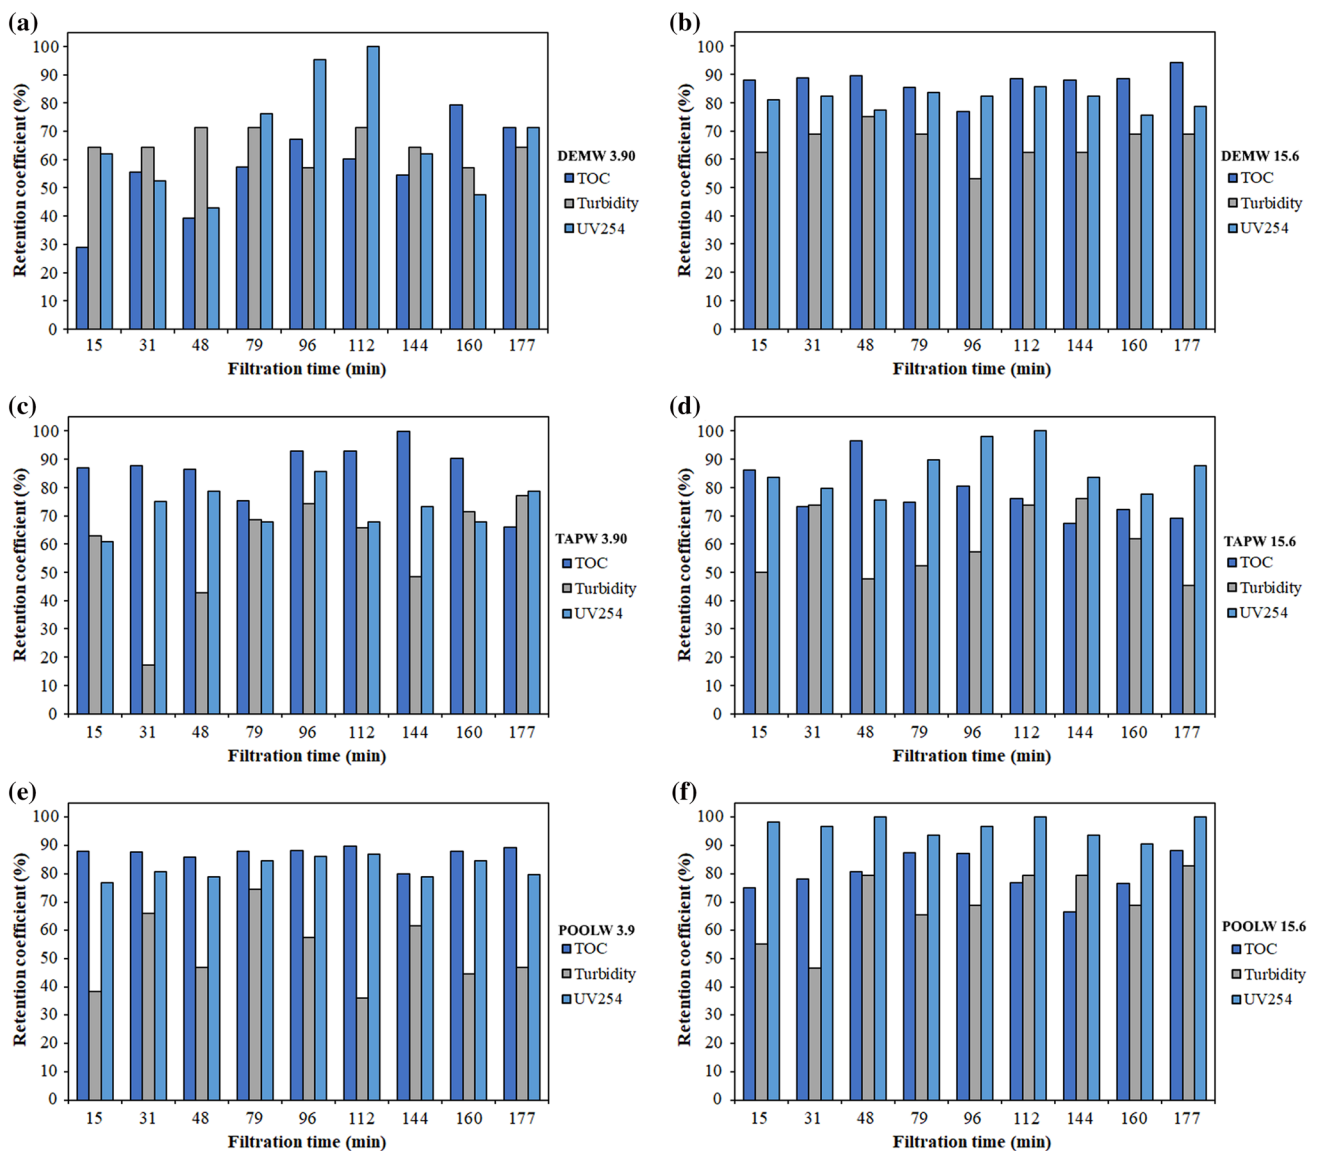 (a)
100
90
80
70
60
50
40
30
20
10
0
Retention coefficient (%)
15 31 48 79 96 112 144 160 177
Filtration time (min)
DEMW 3.90
TOC
Turbidity
UV254
(b)
100
90
80
70
60
50
40
30
20
10
0
Retention coefficient (%)
15 31 48 79 96 112 144 160 177
Filtration time (min)
DEMW 15.6
TOC
Turbidity
UV254
(c)
100
90
80
70
60
50
40
30
20
10
0
Retention coefficient (%)
15 31 48 79 96 112 144 160 177
Filtration time (min)
TAPW 3.90
TOC
Turbidity
UV254
(d)
100
90
80
70
60
50
40
30
20
10
0
Retention coefficient (%)
15 31 48 79 96 112 144 160 177
Filtration time (min)
TAPW 15.6
TOC
Turbidity
UV254
(e)
100
90
80
70
60
50
40
30
20
10
0
Retention coefficient (%)
15 31 48 79 96 112 144 160 177
Filtration time (min)
POOLW 3.9
TOC
Turbidity
UV254
(f)
100
90
80
70
60
50
40
30
20
10
0
Retention coefficient (%)
15 31 48 79 96 112 144 160 177
Filtration time (min)
POOLW 15.6
TOC
Turbidity
UV254